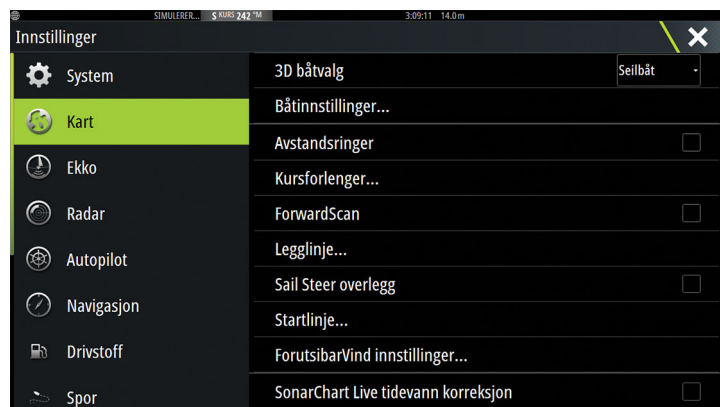 SIMULERER... S KURS 242 °M 3:09:11 14.0 m
Innstillinger
System
Kart
Ekko
Radar
Autopilot
Navigasjon
Drivstoff
Spor
3D båtvalg Seilbåt
Båtinnstillinger...
Avstandsringer
Kursforlenger...
ForwardScan
Legglinje...
Sail Steer overlegg
Startlinje...
ForutsibarVind innstillinger...
SonarChart Live tidevann korreksjon